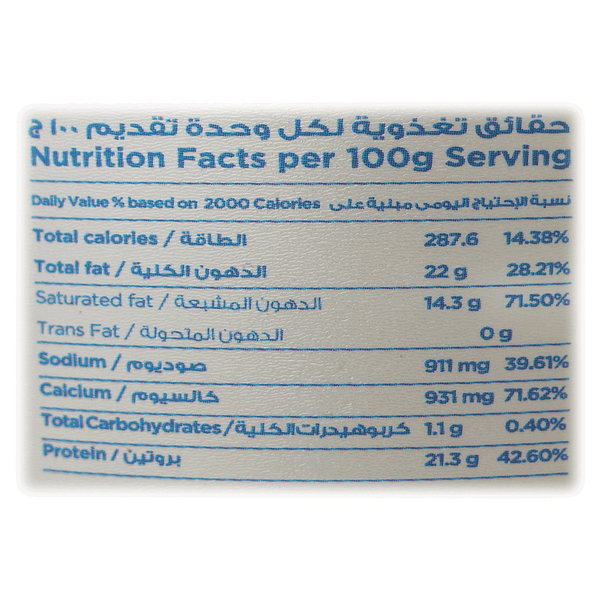 حقائق تغذوية لكل وحدة تقديم ١٠٠ ج
Nutrition Facts per 100g Serving
Daily Value % based on 2000 Calories نسبة الإحتياج اليومي مبنية على
Total calories / الطاقة 287.6 14.38%
Total fat / الدهون الكلية 22 g 28.21%
Saturated fat / الدهون المشبعة 14.3 g 71.50%
Trans Fat / الدهون المتحولة 0 g
Sodium / صوديوم 911 mg 39.61%
Calcium / كالسيوم 931 mg 71.62%
Total Carbohydrates / كربوهيدرات الكلية 1.1 g 0.40%
Protein / بروتين 21.3 g 42.60%